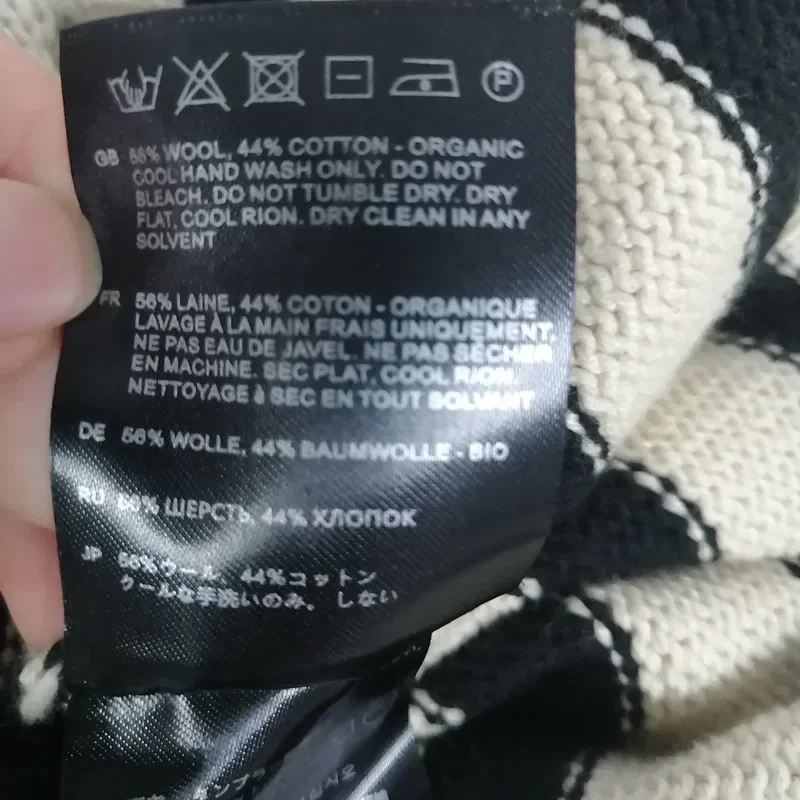 P
GB 56% WOOL, 44% COTTON - ORGANIC
COOL HAND WASH ONLY. DO NOT
BLEACH. DO NOT TUMBLE DRY. DRY
FLAT, COOL RION. DRY CLEAN IN ANY
SOLVENT
FR 56% LAINE, 44% COTON - ORGANIQUE
LAVAGE À LA MAIN FRAIS UNIQUEMENT,
NE PAS EAU DE JAVEL. NE PAS SECHER
EN MACHINE. SEC PLAT, COOL RION.
NETTOYAGE à SEC EN TOUT SOLVANT
DE 56% WOLLE, 44% BAUMWOLLE - BIO
RU 56% ШЕРСТЬ, 44% ХЛОПОК
JP 56%ウール、44%コットン
クールな手洗いのみ。しない